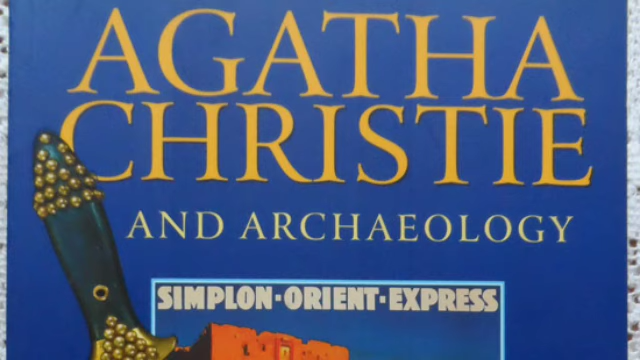 AGATHA
CHRISTIE
AND ARCHAEOLOGY
SIMPLON·ORIENT·EXPRESS